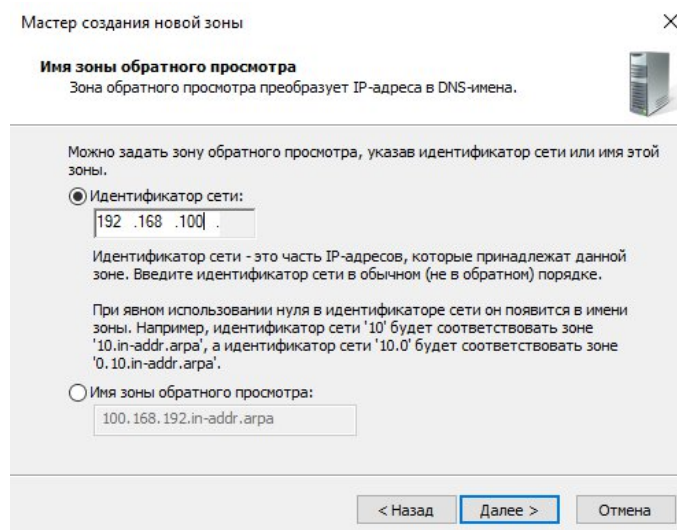 Мастер создания новой зоны
Имя зоны обратного просмотра
Зона обратного просмотра преобразует IP-адреса в DNS-имена.
Можно задать зону обратного просмотра, указав идентификатор сети или имя этой
зоны.
Идентификатор сети:
192 .168 .100 .
Идентификатор сети - это часть IP-адресов, которые принадлежат данной
зоне. Введите идентификатор сети в обычном (не в обратном) порядке.
При явном использовании нуля в идентификаторе сети он появится в имени
зоны. Например, идентификатор сети '10' будет соответствовать зоне
'10.in-addr.arpa', а идентификатор сети '10.0' будет соответствовать зоне
'0.10.in-addr.arpa'.
Имя зоны обратного просмотра:
100.168.192.in-addr.arpa
< Назад Далее > Отмена